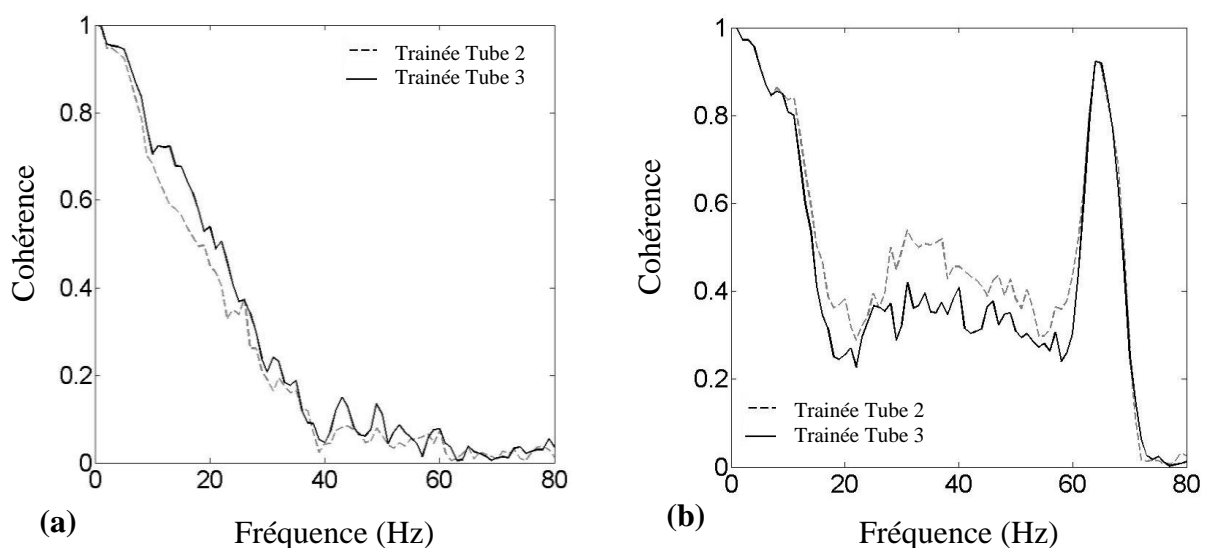 1
0.8
0.6
0.4
0.2
0
Cohérence
Trainée Tube 2
Trainée Tube 3
0 20 40 60 80
(a)
Fréquence (Hz)
1
0.8
0.6
0.4
0.2
0
Cohérence
Trainée Tube 2
Trainée Tube 3
0 20 40 60 80
(b)
Fréquence (Hz)